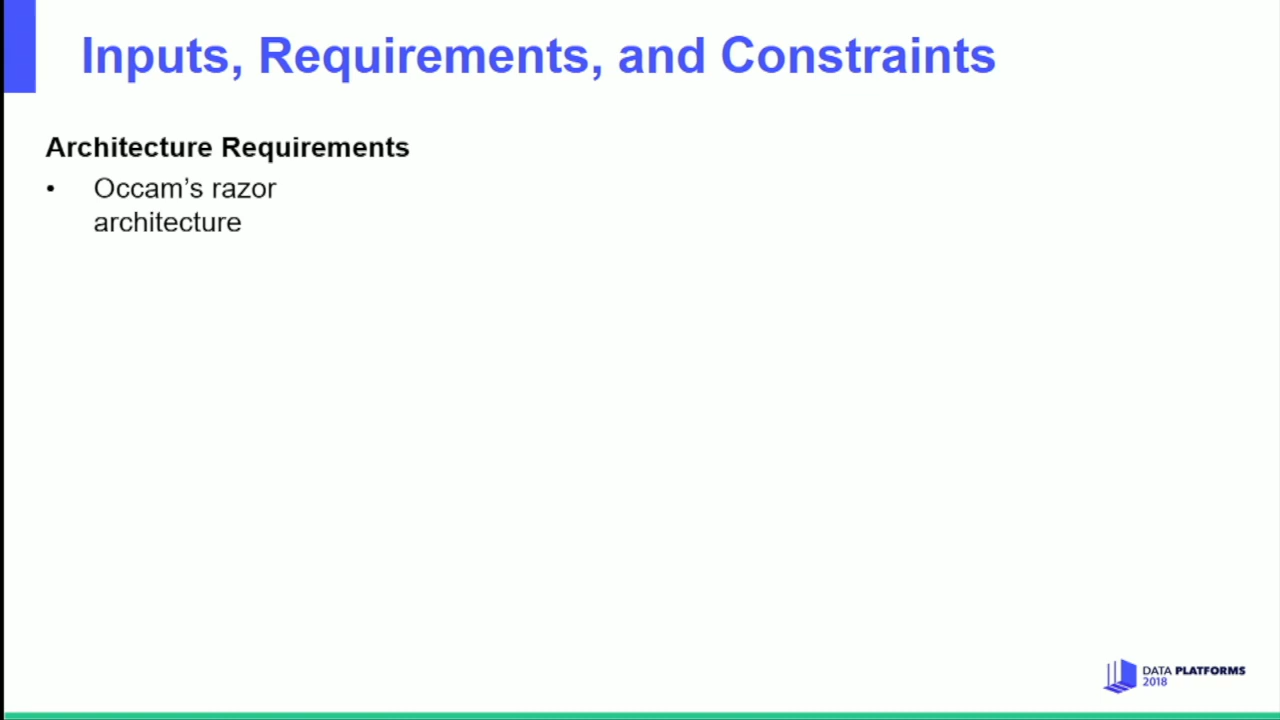 Inputs, Requirements, and Constraints
Architecture Requirements
• Occam’s razor
architecture
DATA PLATFORMS
2018